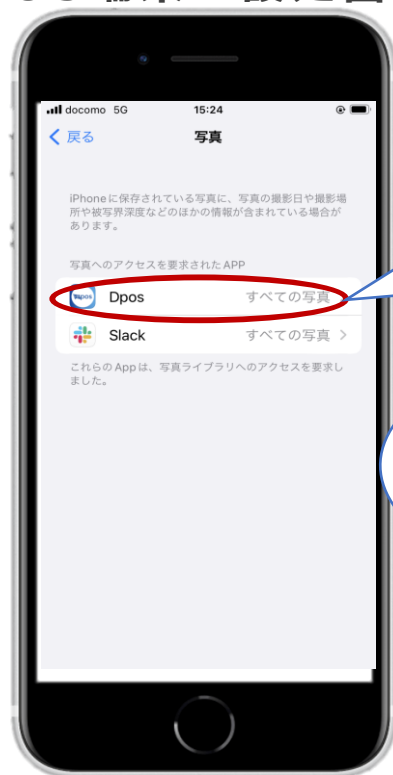 docomo 5G 15:24
戻る 写真
iPhoneに保存されている写真に、写真の撮影日や撮影場
所や被写界深度などのほかの情報が含まれている場合が
あります。
写真へのアクセスを要求されたAPP
Dpos すべての写真
Slack すべての写真
これらのAppは、写真ライブラリへのアクセスを要求し
ました。